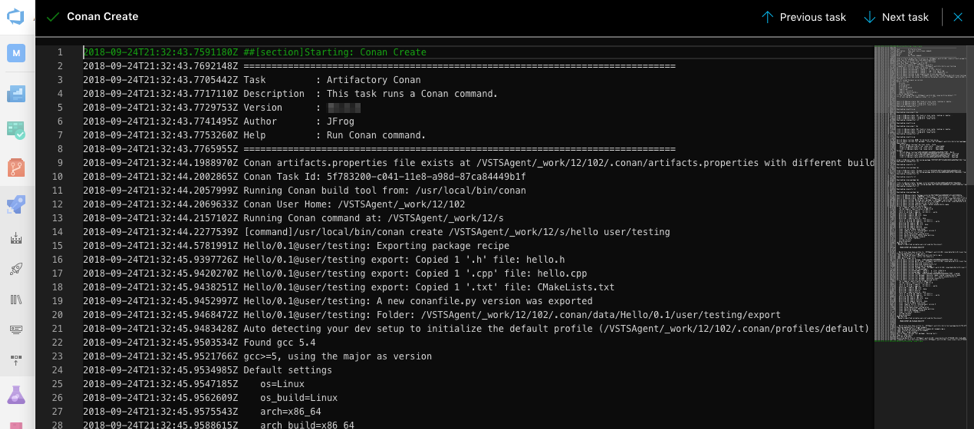 Conan Create
Previous task
Next task
M
1 2018-09-24T21:32:43.7591180Z ##[section]Starting: Conan Create
2 2018-09-24T21:32:43.7692148Z ==============================================================================
3 2018-09-24T21:32:43.7705442Z Task : Artifactory Conan
4 2018-09-24T21:32:43.7717110Z Description : This task runs a Conan command.
5 2018-09-24T21:32:43.7729753Z Version :
6 2018-09-24T21:32:43.7741495Z Author : JFrog
7 2018-09-24T21:32:43.7753260Z Help : Run Conan command.
8 2018-09-24T21:32:43.7765955Z ==============================================================================
9 2018-09-24T21:32:44.1988970Z Conan artifacts.properties file exists at /VSTSAgent/_work/12/102/.conan/artifacts.properties with different build
10 2018-09-24T21:32:44.2002865Z Conan Task Id: 5f783200-c041-11e8-a98d-87ca84449b1f
11 2018-09-24T21:32:44.2057999Z Running Conan build tool from: /usr/local/bin/conan
12 2018-09-24T21:32:44.2069633Z Conan User Home: /VSTSAgent/_work/12/102
13 2018-09-24T21:32:44.2157102Z Running Conan command at: /VSTSAgent/_work/12/s
14 2018-09-24T21:32:44.2277539Z [command]/usr/local/bin/conan create /VSTSAgent/_work/12/s/hello user/testing
15 2018-09-24T21:32:44.5781991Z Hello/0.1@user/testing: Exporting package recipe
16 2018-09-24T21:32:45.9397726Z Hello/0.1@user/testing export: Copied 1 '.h' file: hello.h
17 2018-09-24T21:32:45.9420270Z Hello/0.1@user/testing export: Copied 1 '.cpp' file: hello.cpp
18 2018-09-24T21:32:45.9438251Z Hello/0.1@user/testing export: Copied 1 '.txt' file: CMakeLists.txt
19 2018-09-24T21:32:45.9452997Z Hello/0.1@user/testing: A new conanfile.py version was exported
20 2018-09-24T21:32:45.9468472Z Hello/0.1@user/testing: Folder: /VSTSAgent/_work/12/102/.conan/data/Hello/0.1/user/testing/export
21 2018-09-24T21:32:45.9483428Z Auto detecting your dev setup to initialize the default profile (/VSTSAgent/_work/12/102/.conan/profiles/default)
22 2018-09-24T21:32:45.9503534Z Found gcc 5.4
23 2018-09-24T21:32:45.9521766Z gcc>=5, using the major as version
24 2018-09-24T21:32:45.9534985Z Default settings
25 2018-09-24T21:32:45.9547185Z os=Linux
26 2018-09-24T21:32:45.9562609Z os_build=Linux
27 2018-09-24T21:32:45.9575543Z arch=x86_64
28 2018-09-24T21:32:45.9588615Z arch_build=x86_64